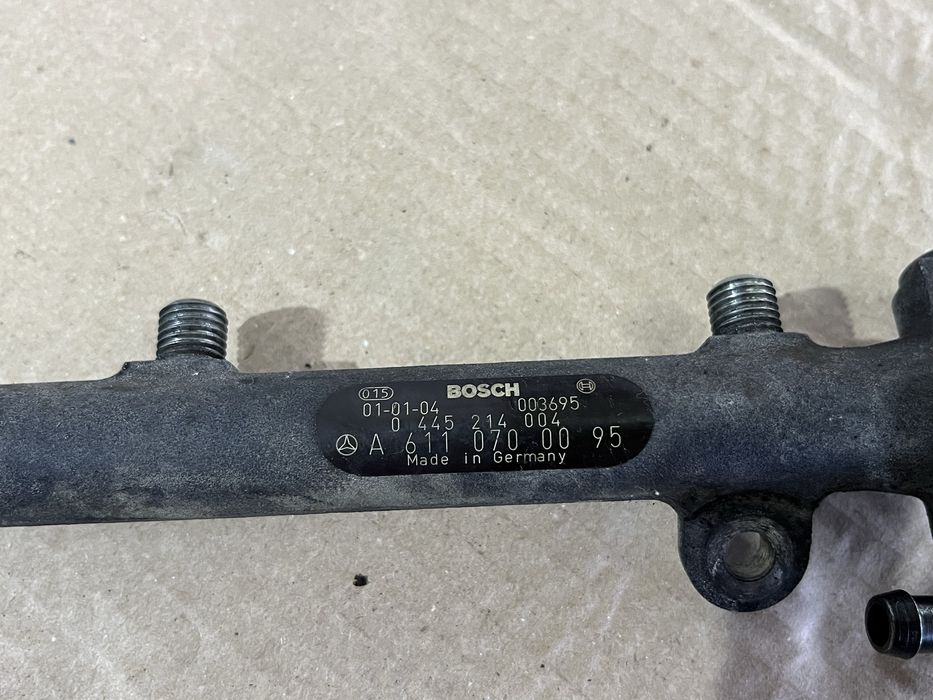 015 BOSCH
01-01-04 003695
0 445 214 004
A 611 070 00 95
Made in Germany